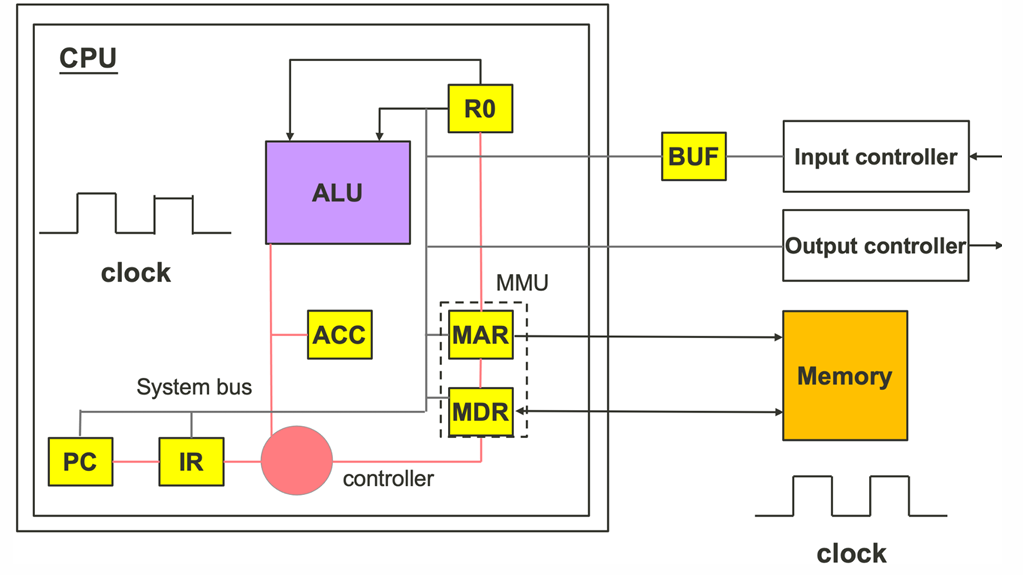 CPU
R0
BUF
Input controller
ALU
Output controller
clock
MMU
ACC
MAR
Memory
System bus
MDR
PC
IR
controller
clock